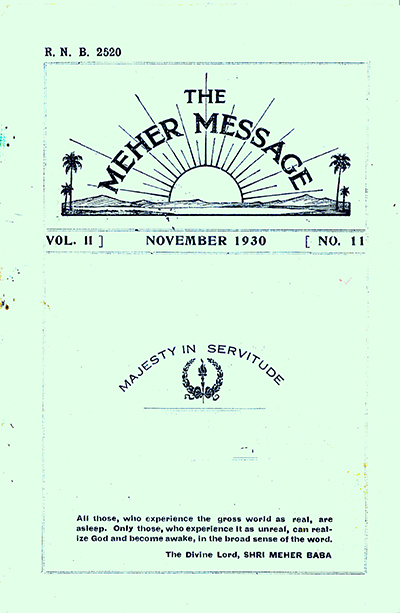 R. N. B. 2520
THE
MEHER MESSAGE
VOL. II ] NOVEMBER 1930 [ NO. 11
MAJESTY IN SERVITUDE
All those, who experience the gross world as real, are
asleep. Only those, who experience it as unreal, can real-
ize God and become awake, in the broad sense of the word.
The Divine Lord, SHRI MEHER BABA